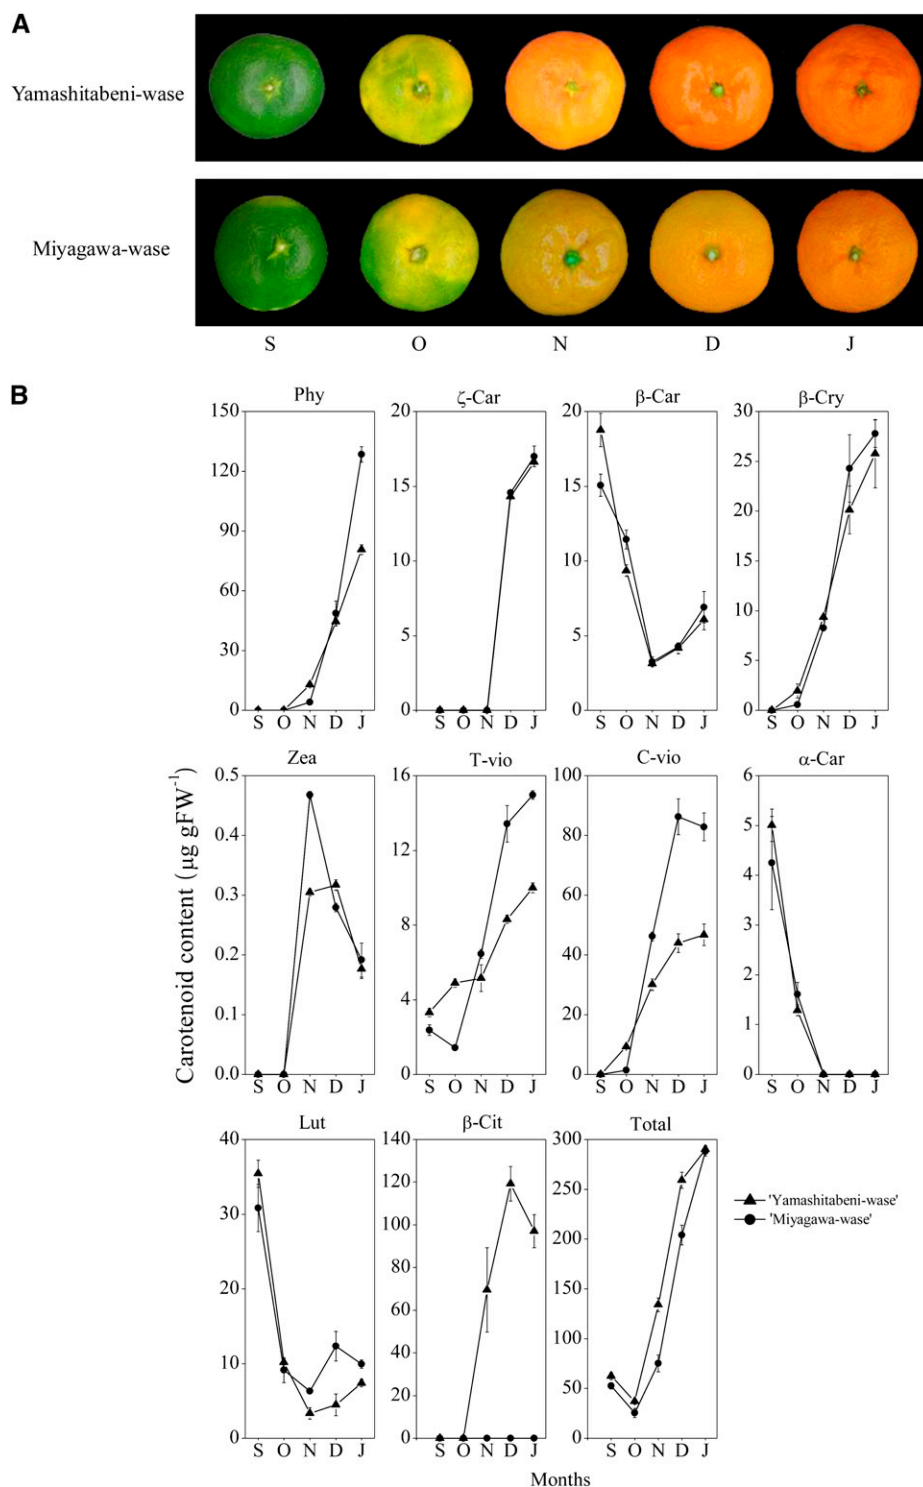 A
Yamashitabeni-wase
Miyagawa-wase
S O N D J
B
Carotenoid content (μg gFW⁻¹)
Phy
150
120
90
60
30
0
S O N D J
ζ-Car
20
15
10
5
0
S O N D J
β-Car
20
15
10
5
0
S O N D J
β-Cry
30
25
20
15
10
5
0
S O N D J
Zea
0.5
0.4
0.3
0.2
0.1
0.0
S O N D J
T-vio
16
12
8
4
0
S O N D J
C-vio
100
80
60
40
20
0
S O N D J
α-Car
6
5
4
3
2
1
0
S O N D J
Lut
40
30
20
10
0
S O N D J
β-Cit
140
120
100
80
60
40
20
0
S O N D J
Total
300
250
200
150
100
50
0
S O N D J
'Yamashitabeni-wase'
'Miyagawa-wase'
Months